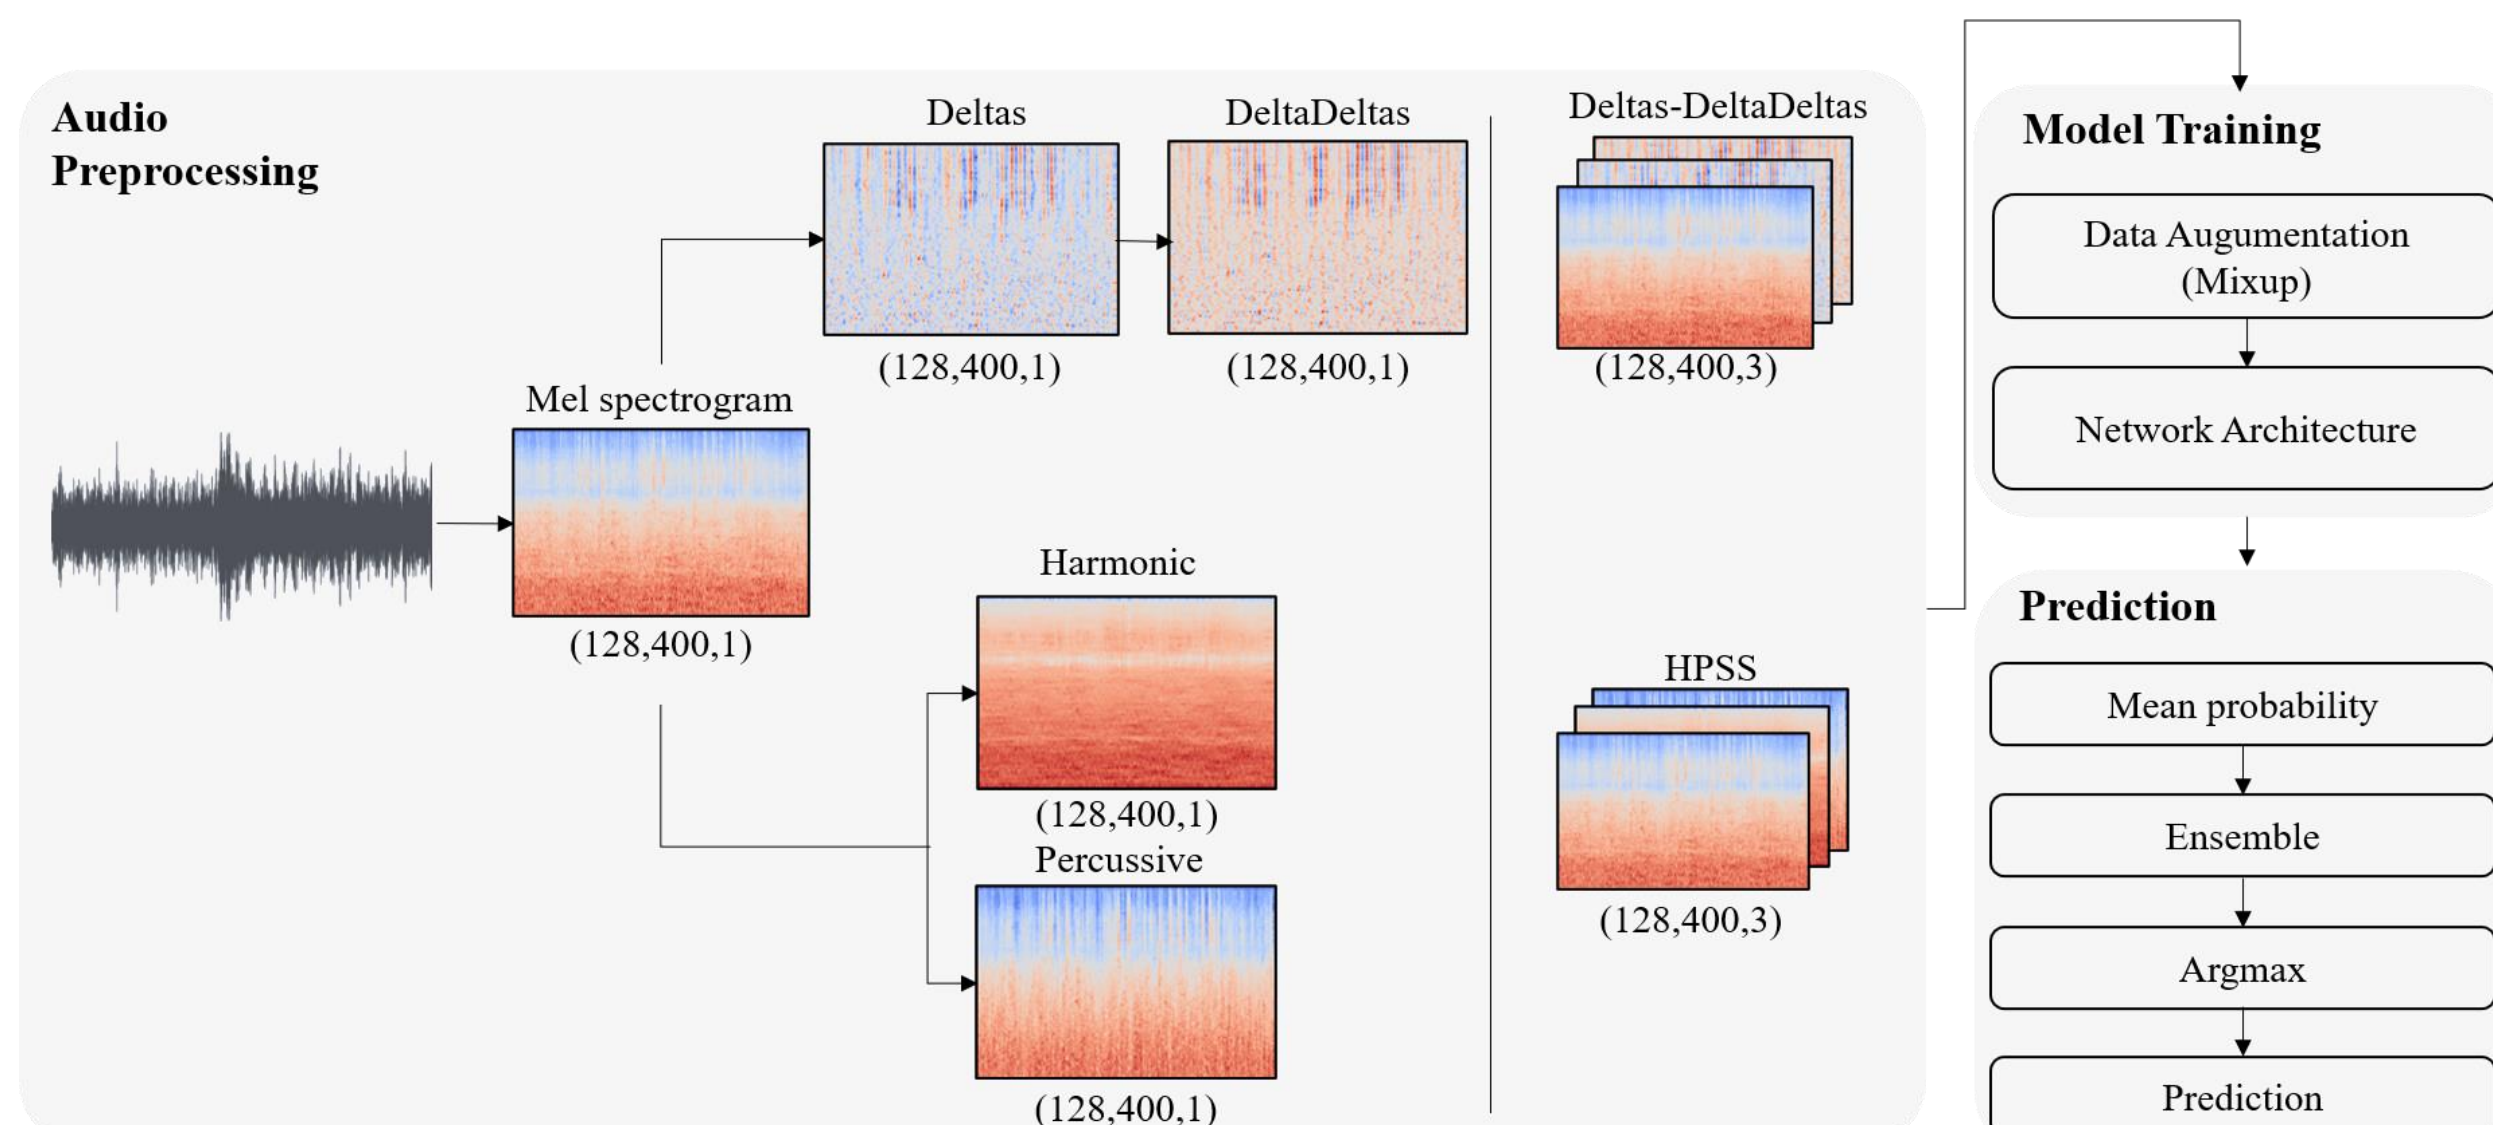 Audio
Preprocessing
Deltas
DeltaDeltas
(128,400,1)
(128,400,1)
Mel spectrogram
(128,400,1)
Harmonic
(128,400,1)
Percussive
(128,400,1)
Deltas-DeltaDeltas
(128,400,3)
HPSS
(128,400,3)
Model Training
Data Augumentation
(Mixup)
Network Architecture
Prediction
Mean probability
Ensemble
Argmax
Prediction